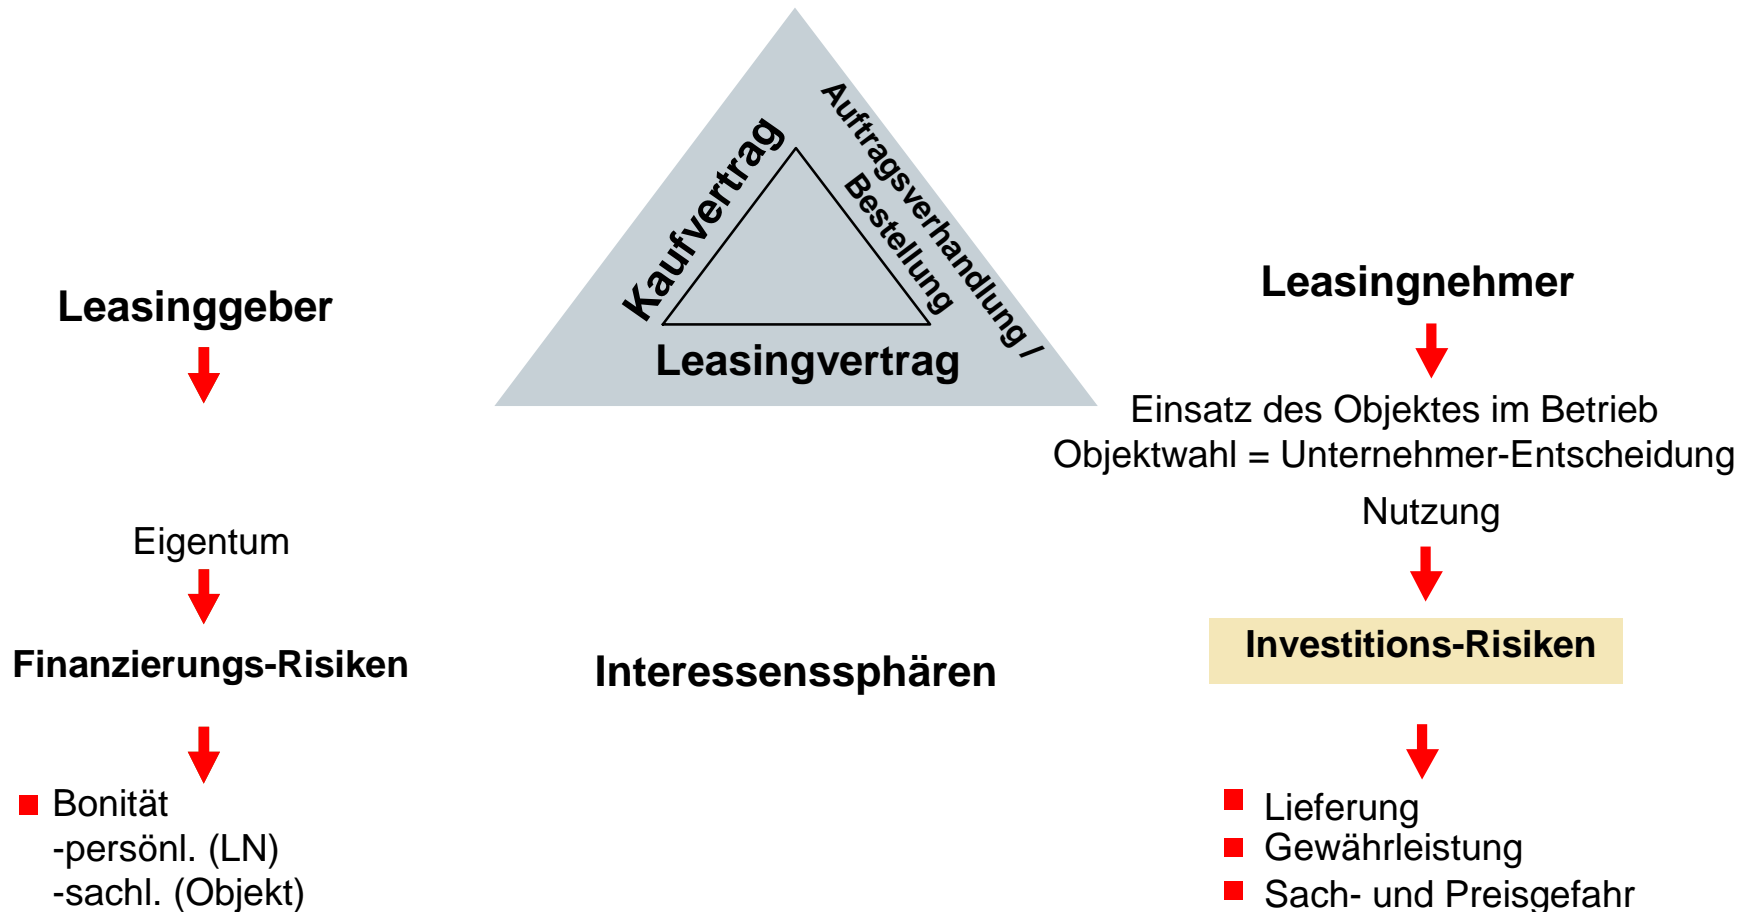 Kaufvertrag
Auftragsverhandlung /
Bestellung
Leasingvertrag
Leasinggeber
Eigentum
Finanzierungs-Risiken
Bonität
-persönl. (LN)
-sachl. (Objekt)
Interessenssphären
Leasingnehmer
Einsatz des Objektes im Betrieb
Objektwahl = Unternehmer-Entscheidung
Nutzung
Investitions-Risiken
Lieferung
Gewährleistung
Sach- und Preisgefahr